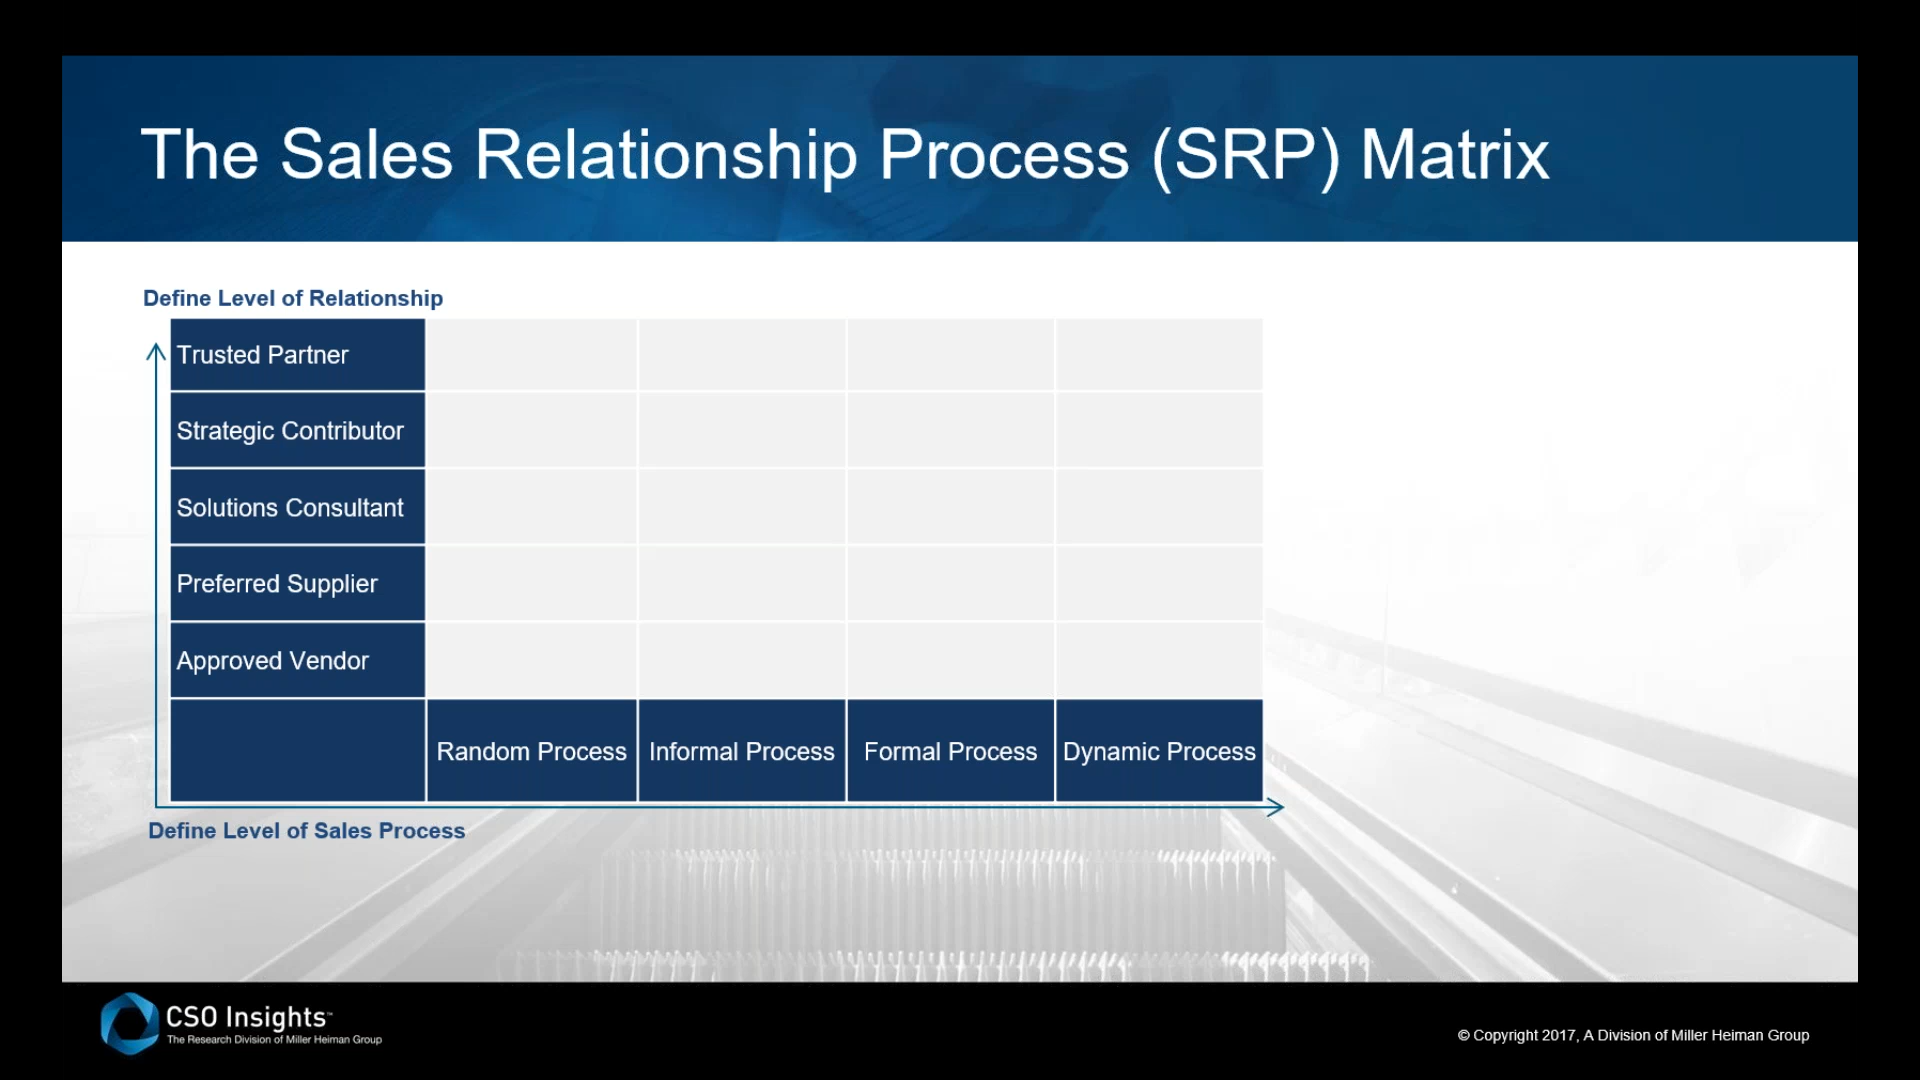 The Sales Relationship Process (SRP) Matrix
Define Level of Relationship
Trusted Partner
Strategic Contributor
Solutions Consultant
Preferred Supplier
Approved Vendor
Random Process
Informal Process
Formal Process
Dynamic Process
Define Level of Sales Process
CSO Insights™
The Research Division of Miller Heiman Group
© Copyright 2017, A Division of Miller Heiman Group